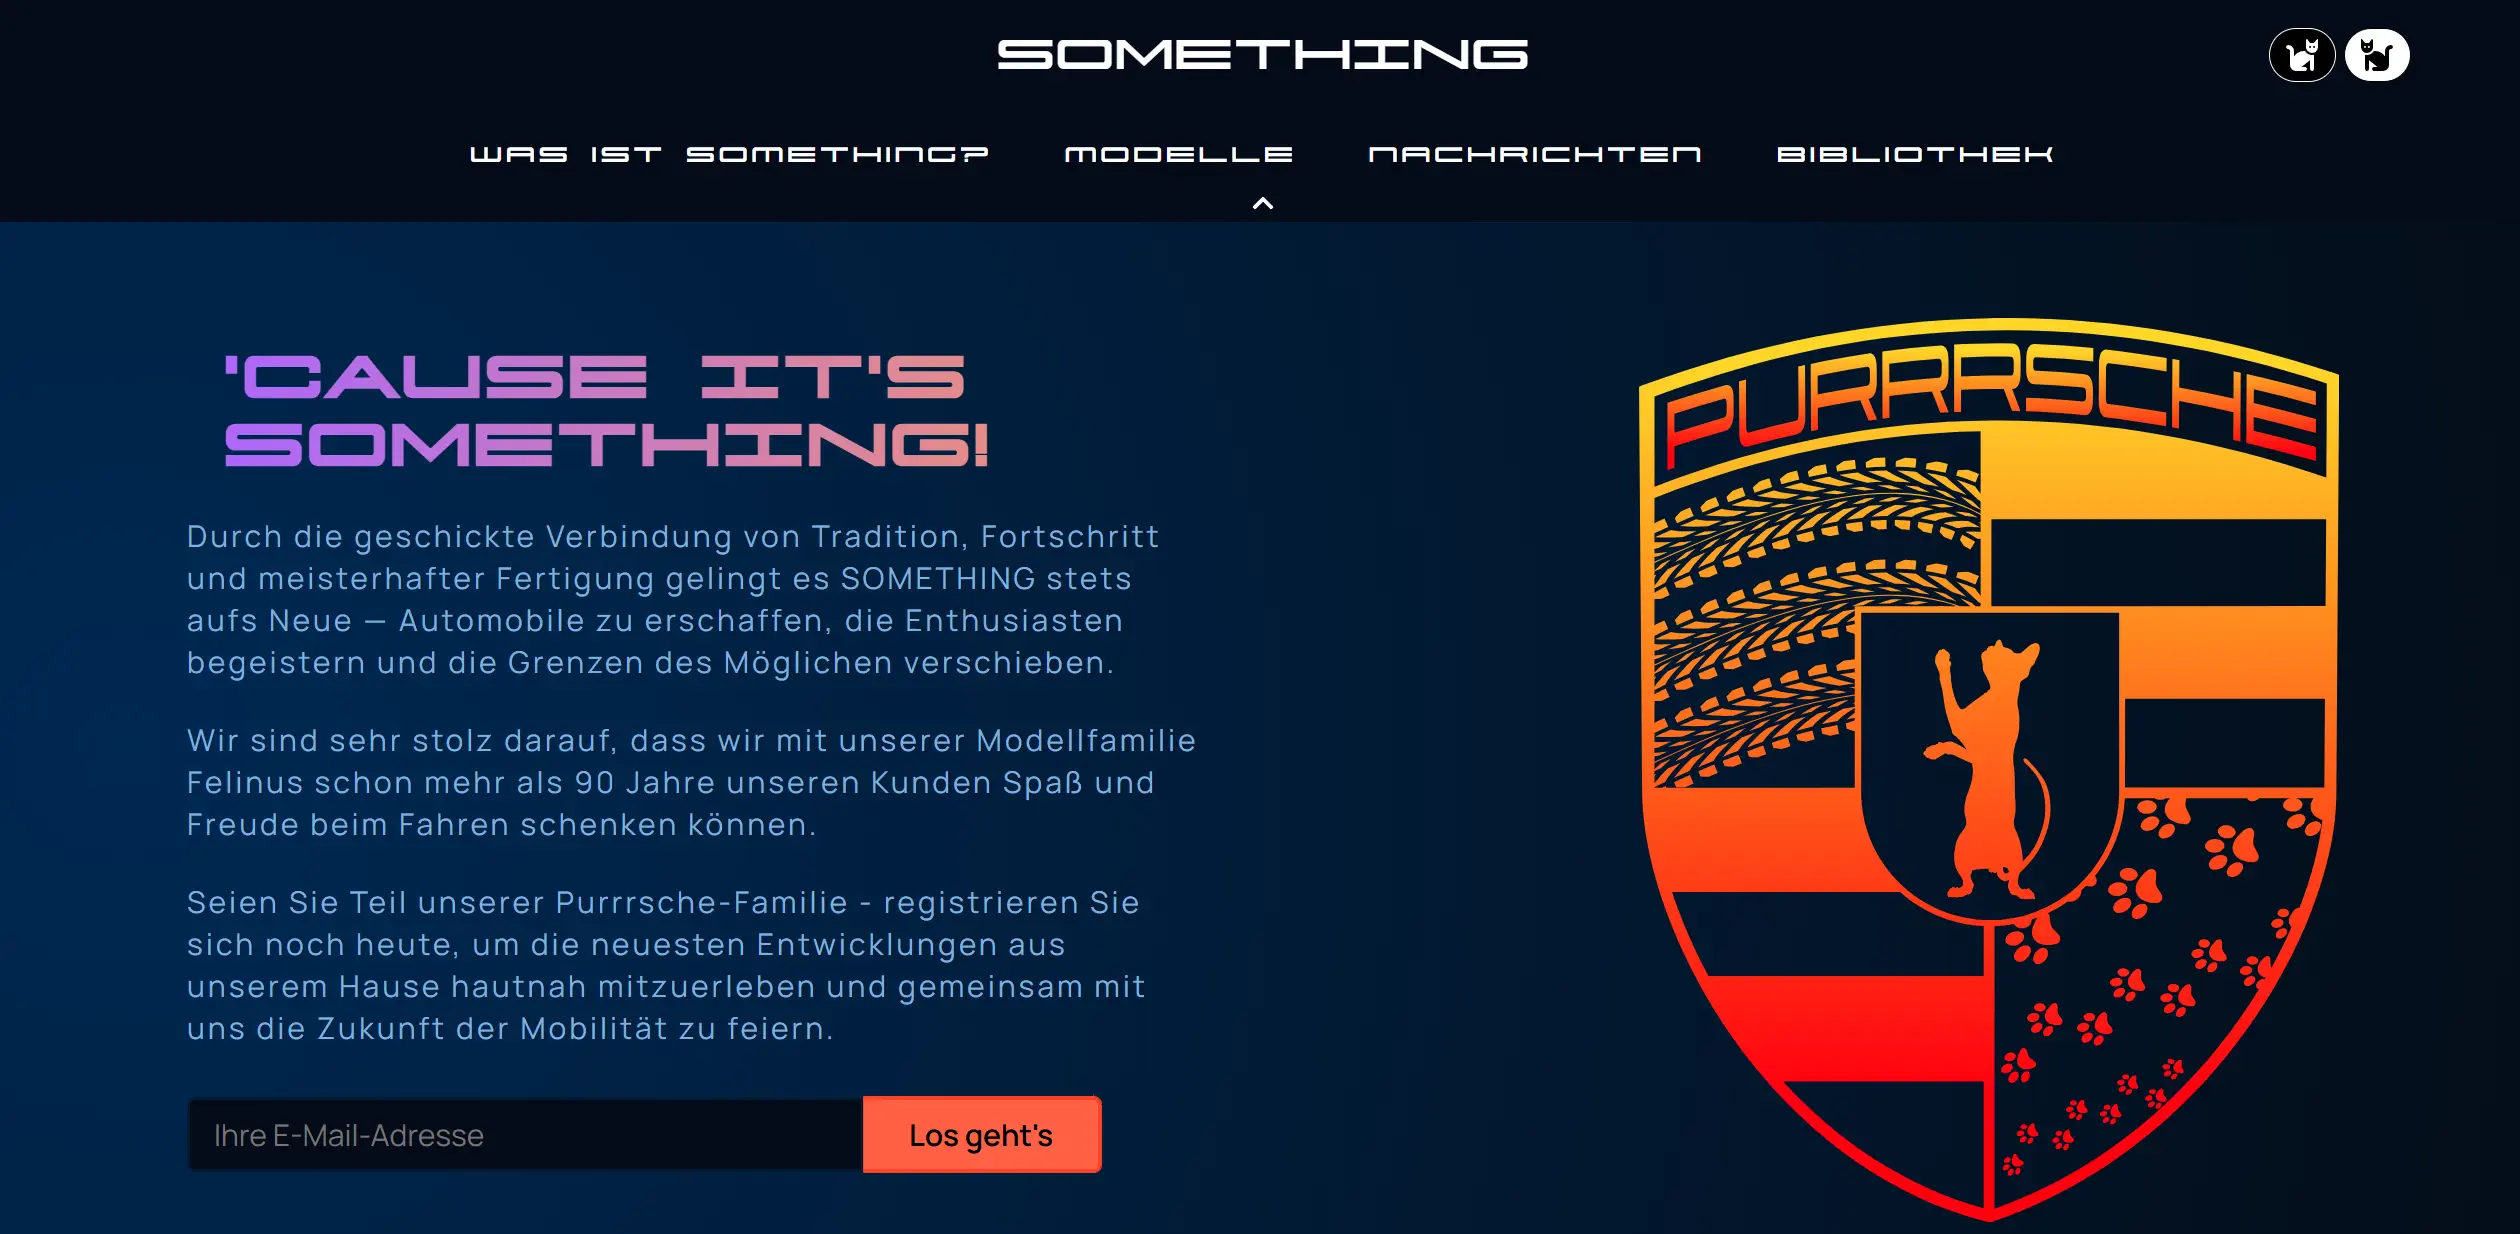 SOMETHING
WAS IST SOMETHING? MODELLE NACHRICHTEN BIBLIOTHEK
'CAUSE IT'S
SOMETHING!
Durch die geschickte Verbindung von Tradition, Fortschritt
und meisterhafter Fertigung gelingt es SOMETHING stets
aufs Neue — Automobile zu erschaffen, die Enthusiasten
begeistern und die Grenzen des Möglichen verschieben.
Wir sind sehr stolz darauf, dass wir mit unserer Modellfamilie
Felinus schon mehr als 90 Jahre unseren Kunden Spaß und
Freude beim Fahren schenken können.
Seien Sie Teil unserer Purrrsche-Familie - registrieren Sie
sich noch heute, um die neuesten Entwicklungen aus
unserem Hause hautnah mitzuerleben und gemeinsam mit
uns die Zukunft der Mobilität zu feiern.
Ihre E-Mail-Adresse Los geht's
PURRRSCHE